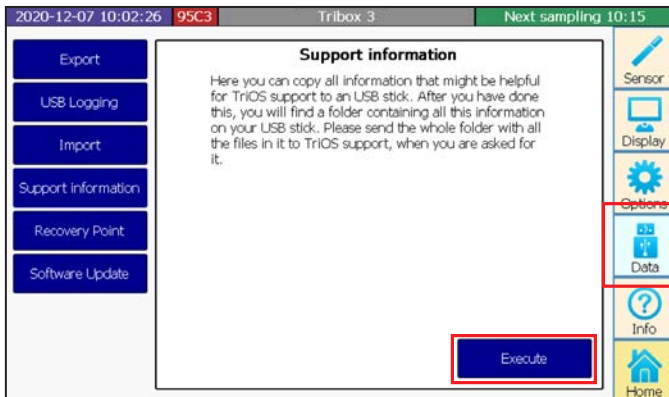 2020-12-07 10:02:26 95C3 Tribox 3 Next sampling 10:15
Export
USB Logging
Import
Support information
Recovery Point
Software Update
Support information
Here you can copy all information that might be helpful
for TriOS support to an USB stick. After you have done
this, you will find a folder containing all this information
on your USB stick. Please send the whole folder with all
the files in it to TriOS support, when you are asked for
it.
Execute
Sensor
Display
Options
Data
Info
Home